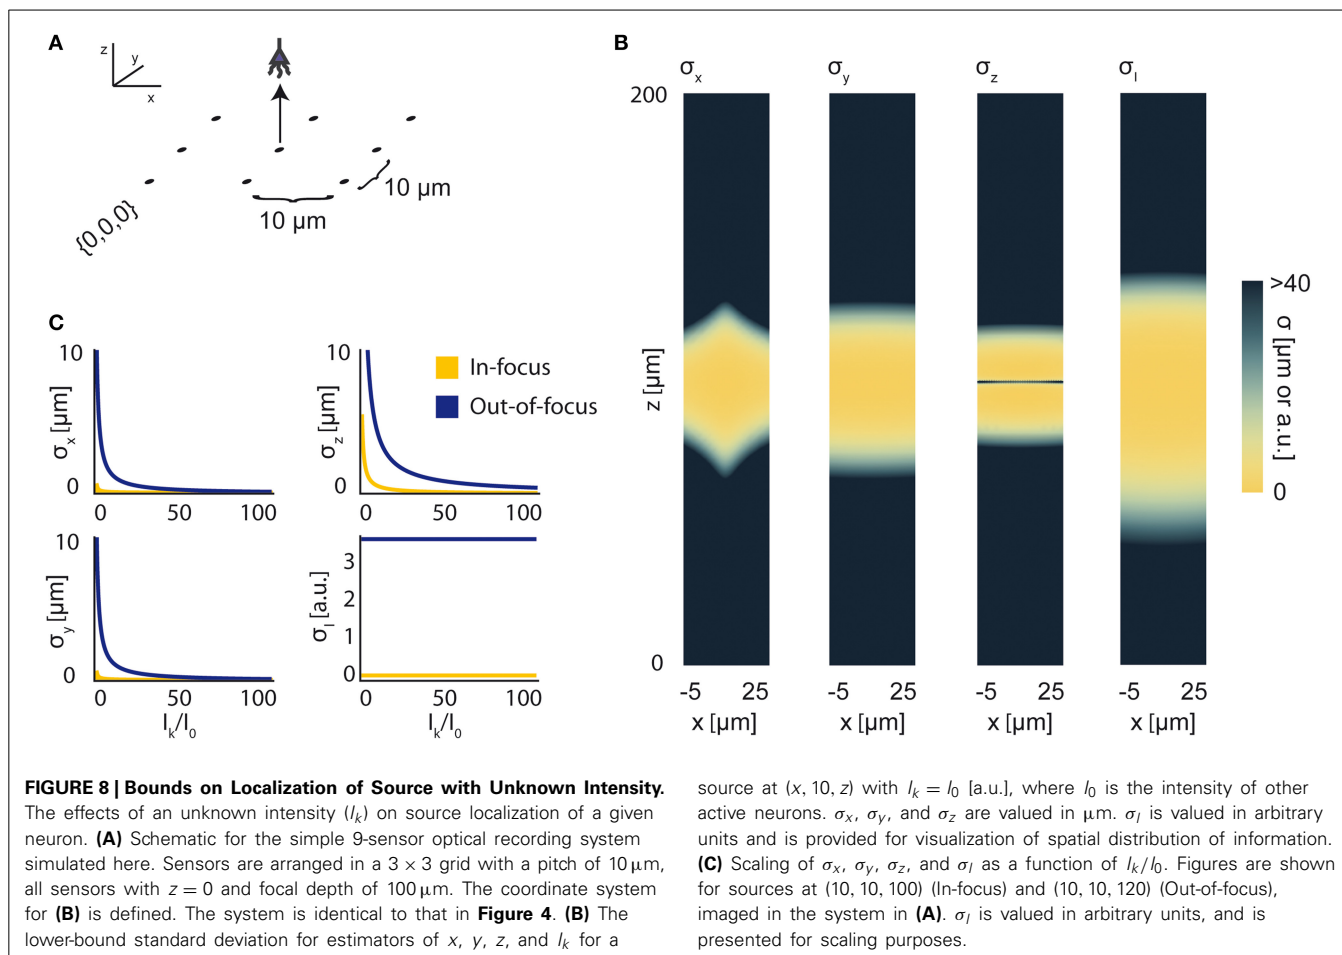 A
z
y
x
{0,0,0}
10 µm
10 µm
B
σx
σy
σz
σI
200
z [µm]
0
-5 25
x [µm]
-5 25
x [µm]
-5 25
x [µm]
-5 25
x [µm]
>40
σ [µm or a.u.]
0
C
10
σx [µm]
0
0 50 100
10
σz [µm]
0
0 50 100
In-focus
Out-of-focus
10
σy [µm]
0
0 50 100
Ik/I0
3
2
1
0
σI [a.u.]
0 50 100
Ik/I0
FIGURE 8 | Bounds on Localization of Source with Unknown Intensity.
The effects of an unknown intensity (Ik) on source localization of a given
neuron. (A) Schematic for the simple 9-sensor optical recording system
simulated here. Sensors are arranged in a 3 × 3 grid with a pitch of 10 µm,
all sensors with z = 0 and focal depth of 100 µm. The coordinate system
for (B) is defined. The system is identical to that in Figure 4. (B) The
lower-bound standard deviation for estimators of x, y, z, and Ik for a
source at (x, 10, z) with Ik = I0 [a.u.], where I0 is the intensity of other
active neurons. σx, σy, and σz are valued in µm. σI is valued in arbitrary
units and is provided for visualization of spatial distribution of information.
(C) Scaling of σx, σy, σz, and σI as a function of Ik/I0. Figures are shown
for sources at (10, 10, 100) (In-focus) and (10, 10, 120) (Out-of-focus),
imaged in the system in (A). σI is valued in arbitrary units, and is
presented for scaling purposes.